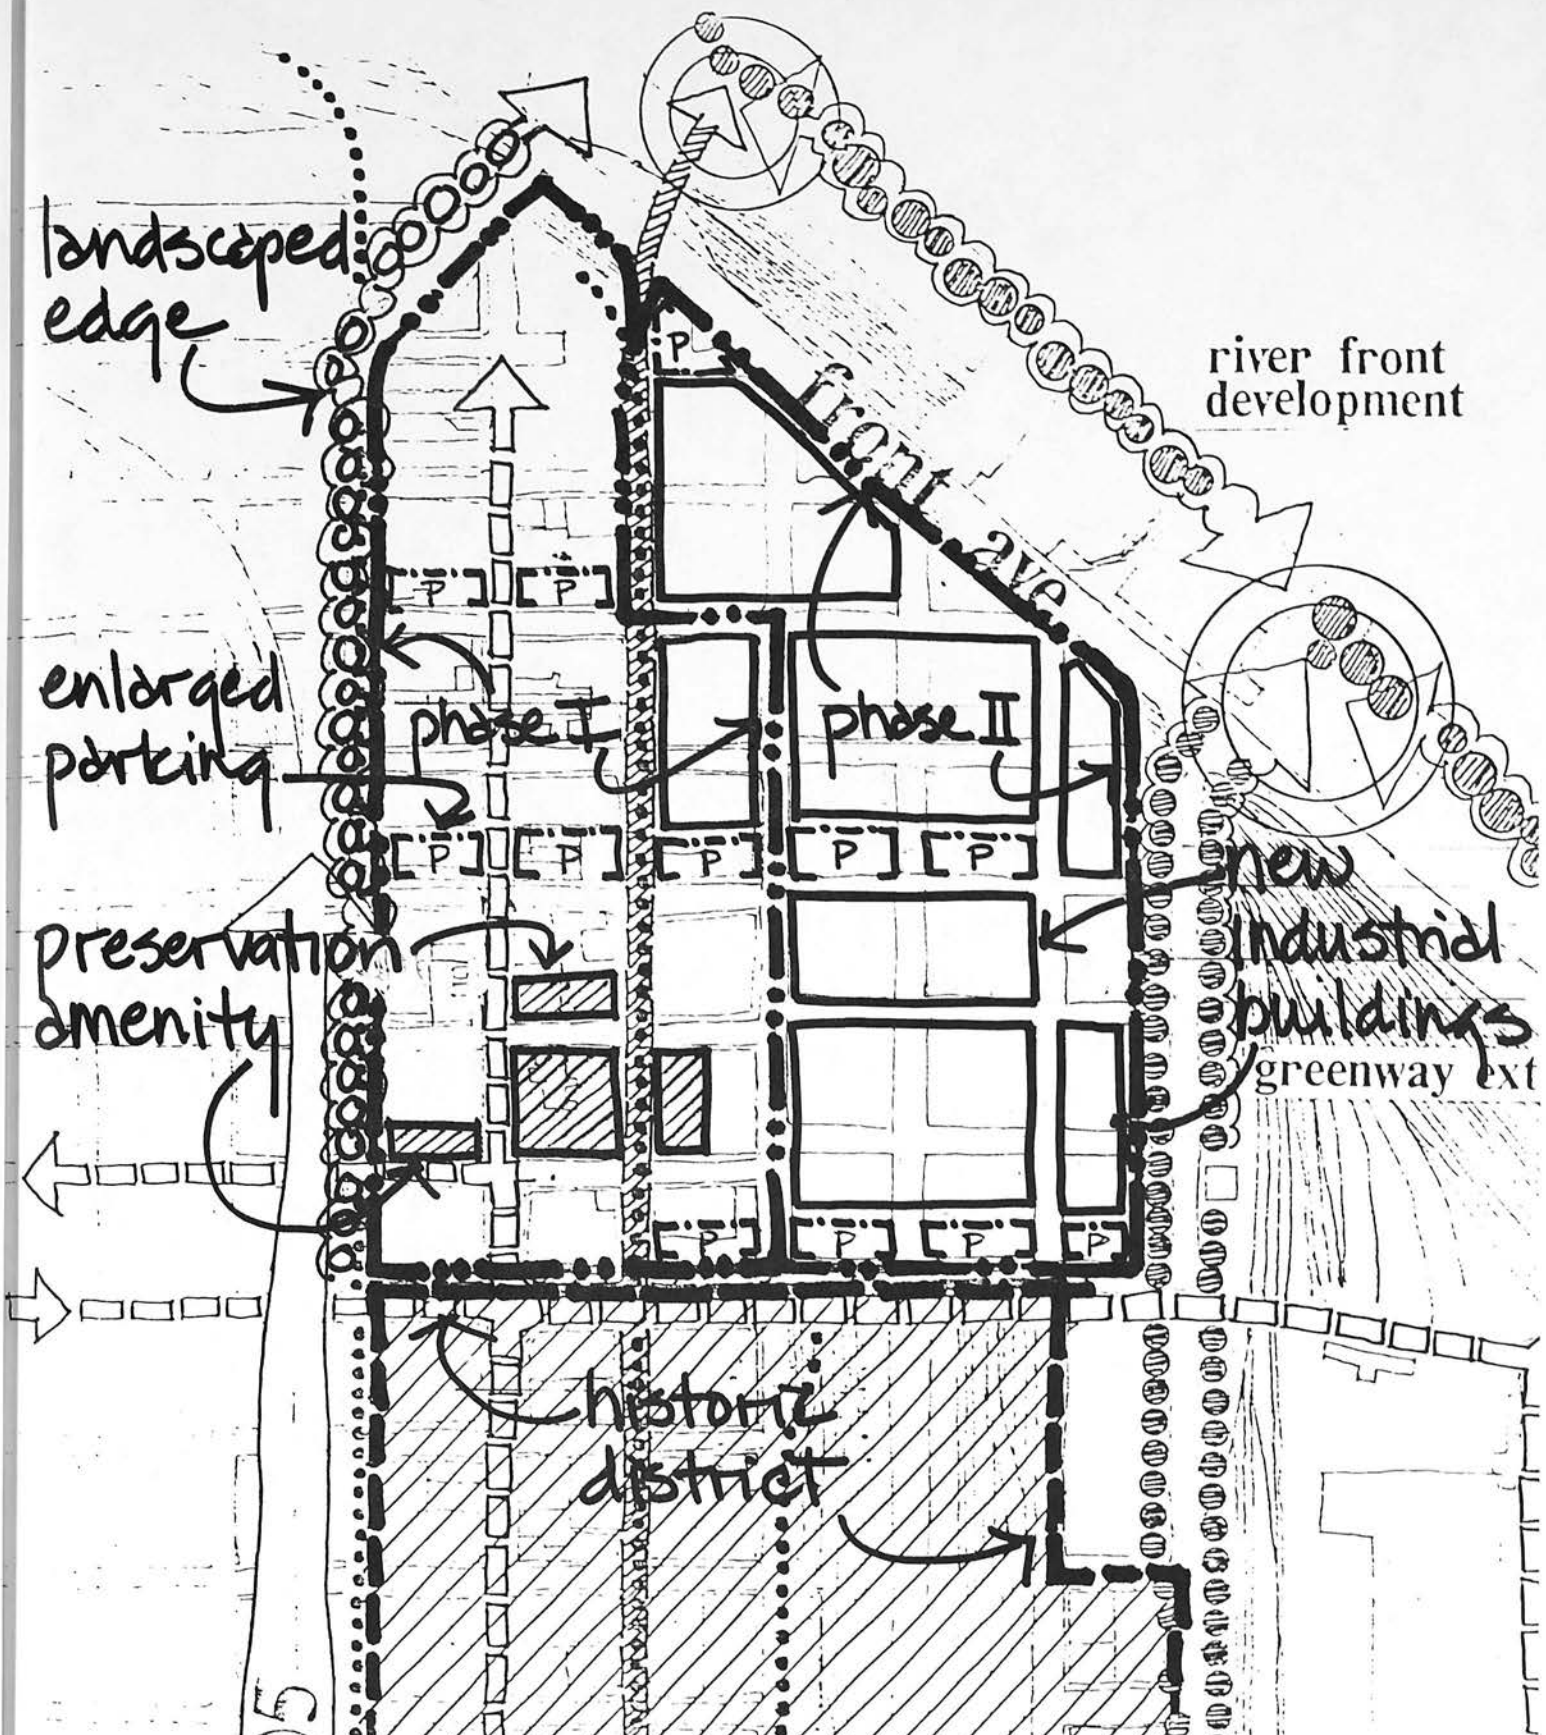 landscaped
edge
river front
development
P
front ave
P
P
enlarged
parking
phase I
phase II
P
P
P
P
P
new
industrial
buildings
preservation
amenity
greenway ext
P
P
P
P
historic
district